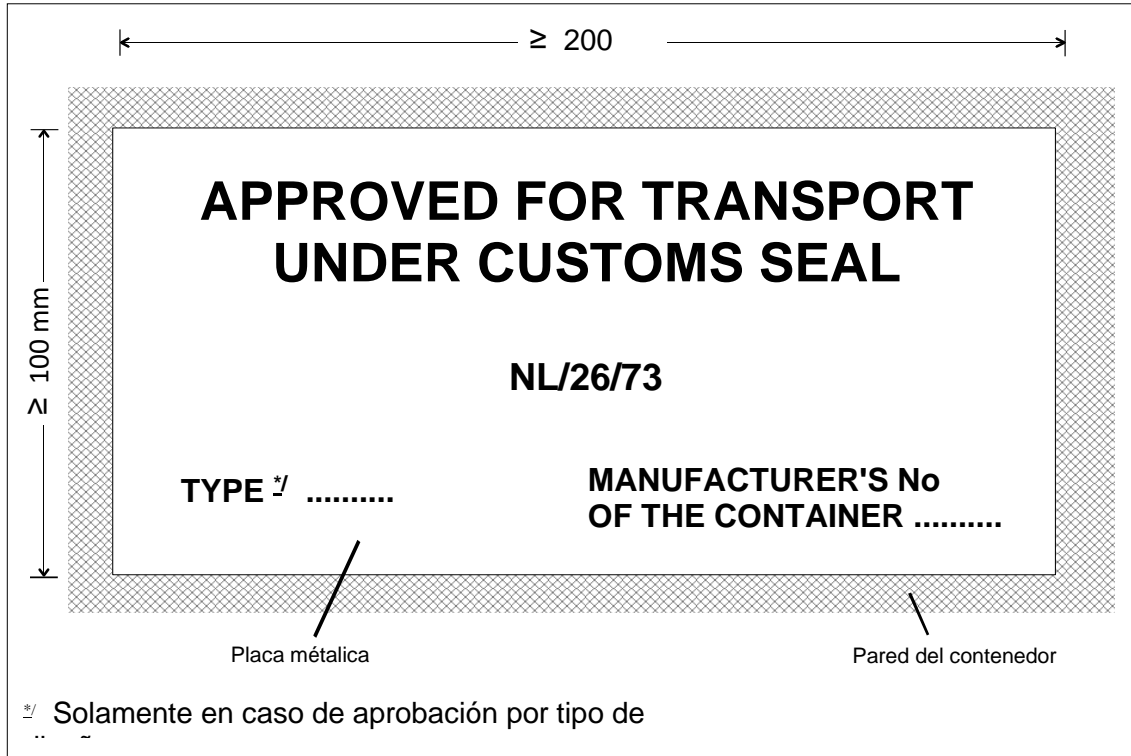 ≥ 200
≥ 100 mm
APPROVED FOR TRANSPORT
UNDER CUSTOMS SEAL
NL/26/73
TYPE */ ..........
MANUFACTURER'S No
OF THE CONTAINER ..........
Placa métalica
Pared del contenedor
*/ Solamente en caso de aprobación por tipo de